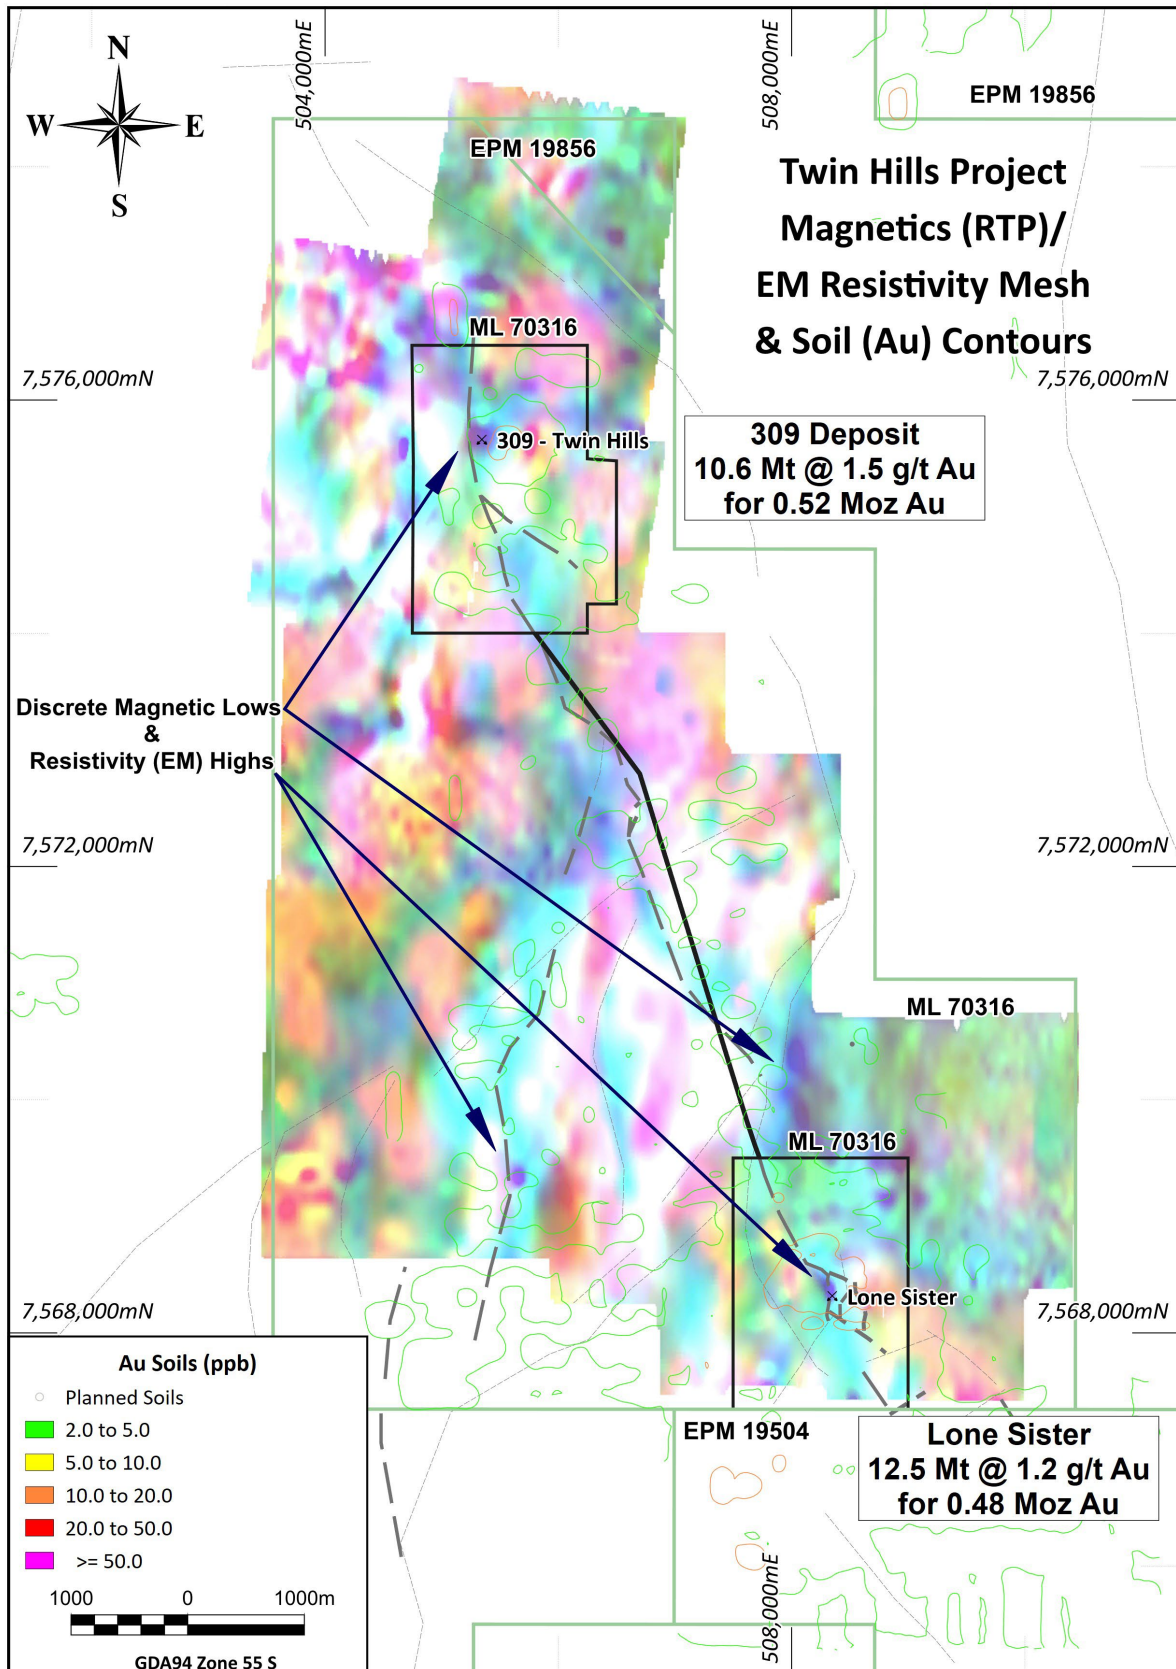 N
W
E
S
504,000mE
508,000mE
EPM 19856
EPM 19856
Twin Hills Project
Magnetics (RTP)/
EM Resistivity Mesh
& Soil (Au) Contours
ML 70316
7,576,000mN
7,576,000mN
309 - Twin Hills
309 Deposit
10.6 Mt @ 1.5 g/t Au
for 0.52 Moz Au
Discrete Magnetic Lows
&
Resistivity (EM) Highs
7,572,000mN
7,572,000mN
ML 70316
ML 70316
Lone Sister
7,568,000mN
7,568,000mN
EPM 19504
Lone Sister
12.5 Mt @ 1.2 g/t Au
for 0.48 Moz Au
508,000mE
Au Soils (ppb)
Planned Soils
2.0 to 5.0
5.0 to 10.0
10.0 to 20.0
20.0 to 50.0
>= 50.0
1000 0 1000m
GDA94 Zone 55 S